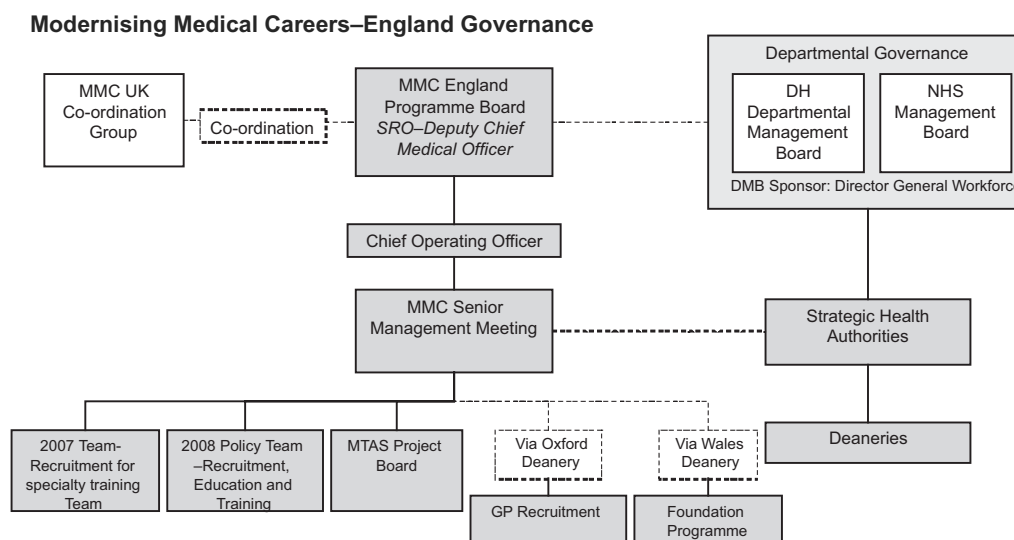 Modernising Medical Careers–England Governance
MMC UK
Co-ordination
Group
Co-ordination
MMC England
Programme Board
SRO–Deputy Chief
Medical Officer
Departmental Governance
DH
Departmental
Management
Board
NHS
Management
Board
DMB Sponsor: Director General Workforce
Chief Operating Officer
MMC Senior
Management Meeting
Strategic Health
Authorities
Deaneries
2007 Team-
Recruitment for
specialty training
Team
2008 Policy Team
–Recruitment,
Education and
Training
MTAS Project
Board
Via Oxford
Deanery
Via Wales
Deanery
GP Recruitment
Foundation
Programme